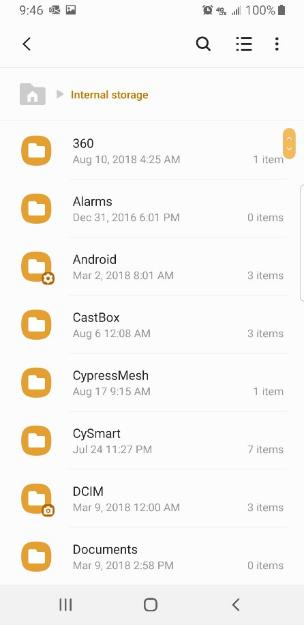 9:46 100%
Internal storage
360
Aug 10, 2018 4:25 AM 1 item
Alarms
Dec 31, 2016 6:01 PM 0 items
Android
Mar 2, 2018 8:01 AM 3 items
CastBox
Aug 6 12:08 AM 3 items
CypressMesh
Aug 17 9:15 AM 1 item
CySmart
Jul 24 11:27 PM 7 items
DCIM
Mar 9, 2018 12:00 AM 3 items
Documents
Mar 9, 2018 2:58 PM 0 items